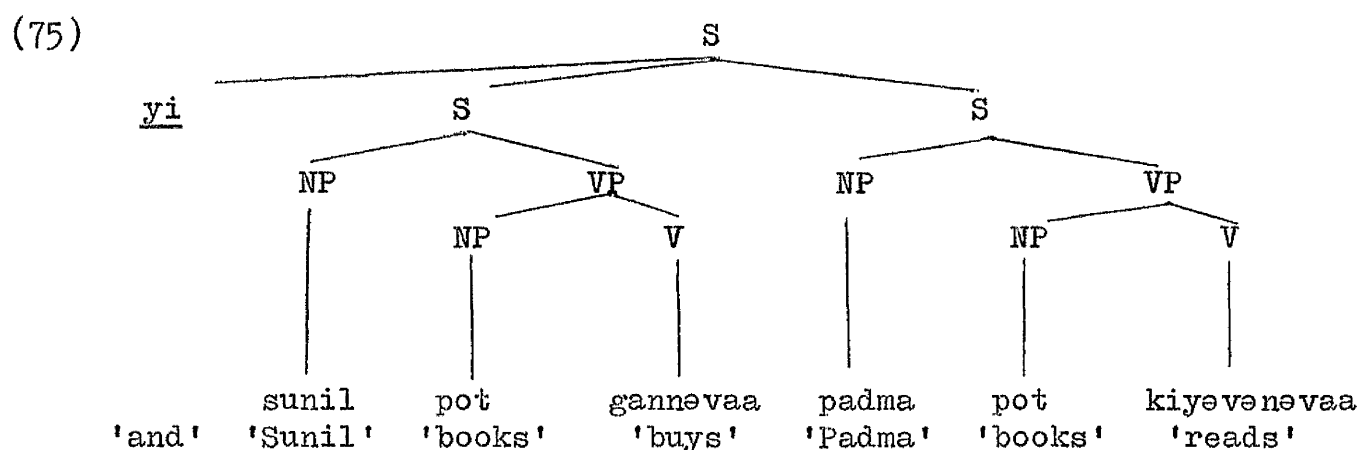 (75) S
yi S S
NP VP NP VP
NP V NP V
sunil pot gannəvaa padma pot kiyəvənəvaa
'and' 'Sunil' 'books' 'buys' 'Padma' 'books' 'reads'